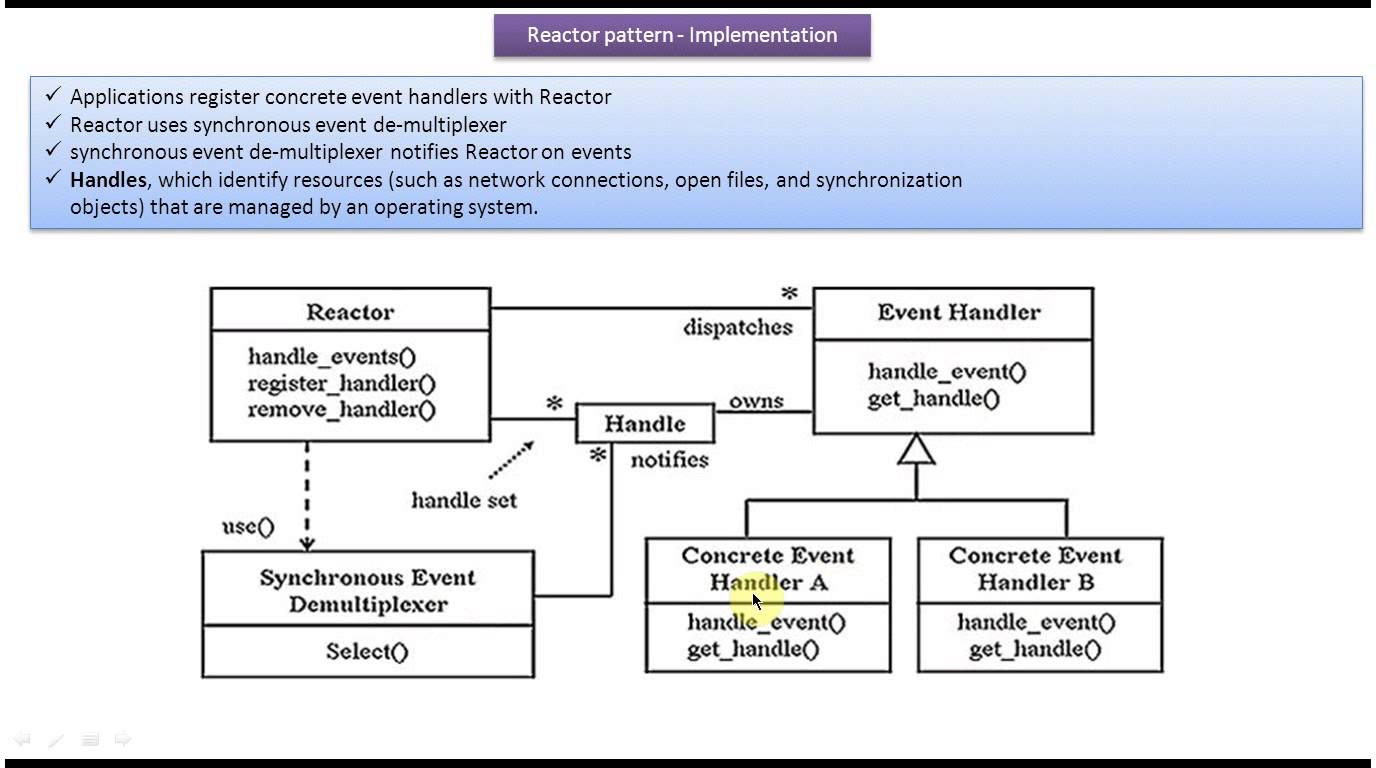 Reactor pattern - Implementation
✓ Applications register concrete event handlers with Reactor
✓ Reactor uses synchronous event de-multiplexer
✓ synchronous event de-multiplexer notifies Reactor on events
✓ Handles, which identify resources (such as network connections, open files, and synchronization
objects) that are managed by an operating system.
Reactor
handle_events()
register_handler()
remove_handler()
*
dispatches
Event Handler
handle_event()
get_handle()
*
Handle
owns
*
notifies
handle set
use()
Synchronous Event
Demultiplexer
Select()
Concrete Event
Handler A
handle_event()
get_handle()
Concrete Event
Handler B
handle_event()
get_handle()